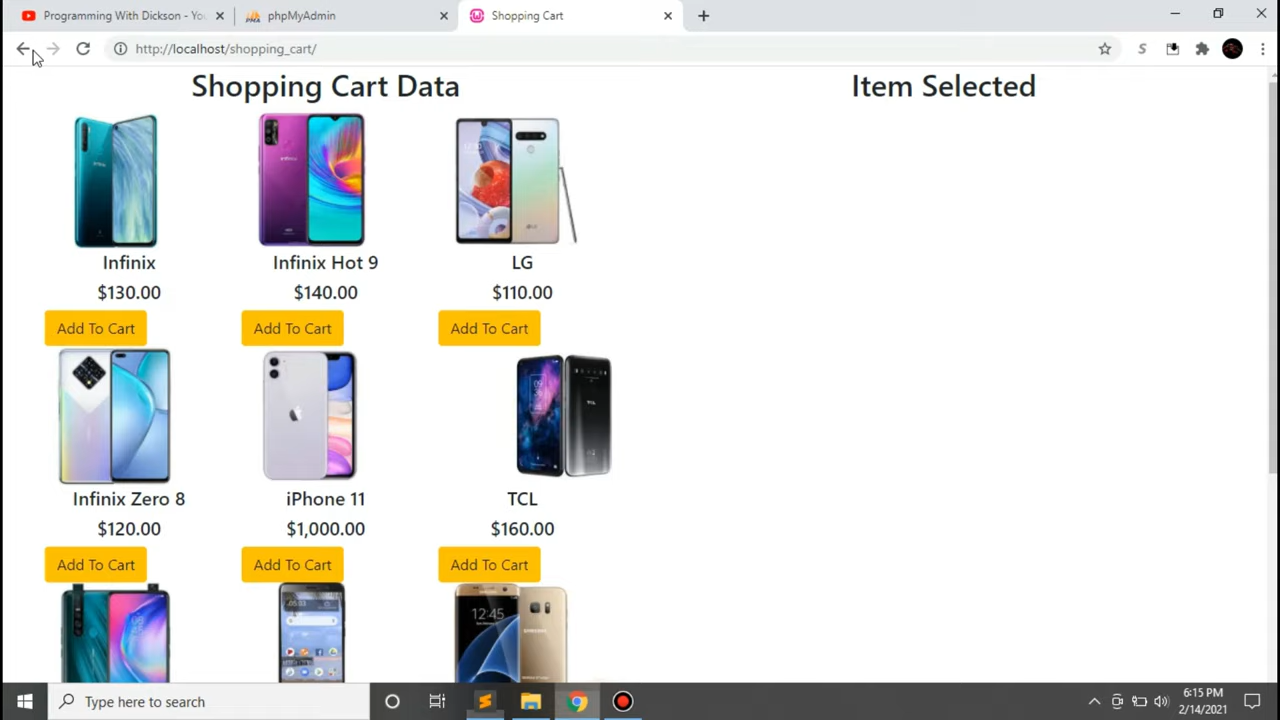 Programming With Dickson - Yo
phpMyAdmin
Shopping Cart
http://localhost/shopping_cart/
Shopping Cart Data
Item Selected
Infinix
Infinix Hot 9
LG
$130.00
$140.00
$110.00
Add To Cart
Add To Cart
Add To Cart
Infinix Zero 8
iPhone 11
TCL
$120.00
$1,000.00
$160.00
Add To Cart
Add To Cart
Add To Cart
12:45
Type here to search
6:15 PM
2/14/2021